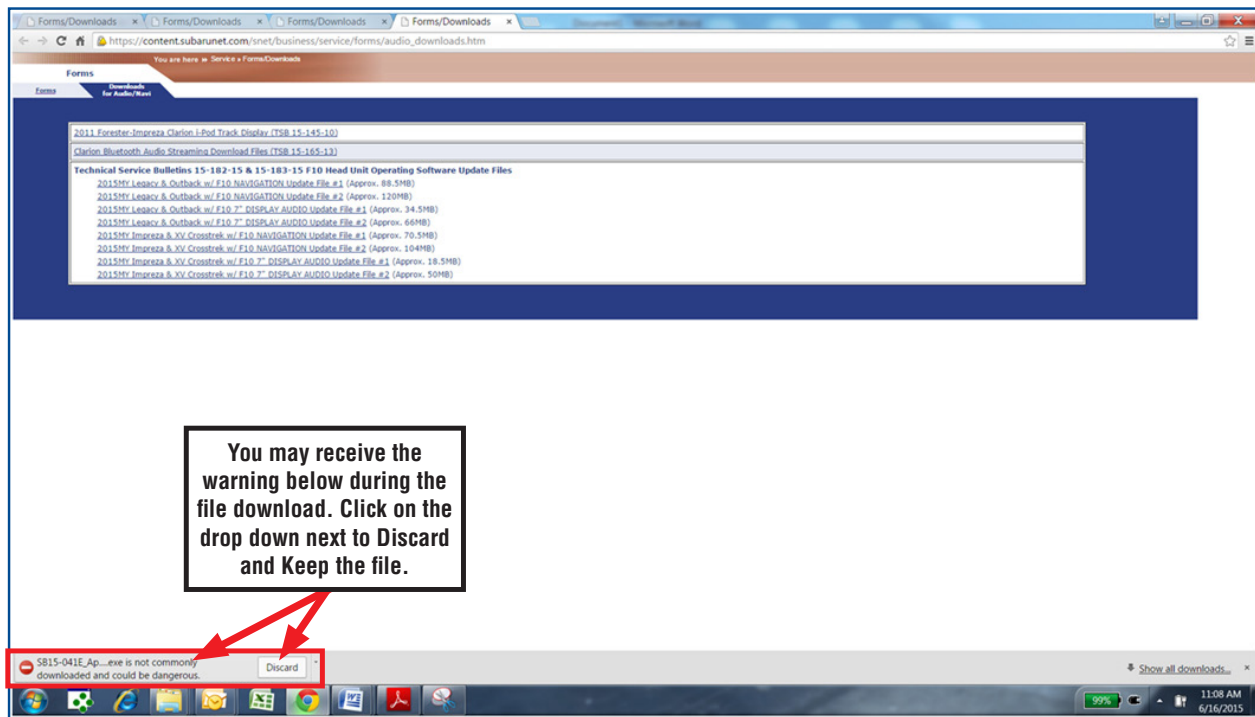 Forms/Downloads
Forms/Downloads
Forms/Downloads
Forms/Downloads
https://content.subarunet.com/snet/business/service/forms/audio_downloads.htm
You are here » Service » Forms/Downloads
Forms
Forms
Downloads
for Audio/Navi
2011 Forester-Impreza Clarion i-Pod Track Display (TSB 15-145-10)
Clarion Bluetooth Audio Streaming Download Files (TSB 15-165-13)
Technical Service Bulletins 15-182-15 & 15-183-15 F10 Head Unit Operating Software Update Files
2015MY Legacy & Outback w/ F10 NAVIGATION Update File #1 (Approx. 88.5MB)
2015MY Legacy & Outback w/ F10 NAVIGATION Update File #2 (Approx. 120MB)
2015MY Legacy & Outback w/ F10 7" DISPLAY AUDIO Update File #1 (Approx. 34.5MB)
2015MY Legacy & Outback w/ F10 7" DISPLAY AUDIO Update File #2 (Approx. 66MB)
2015MY Impreza & XV Crosstrek w/ F10 NAVIGATION Update File #1 (Approx. 70.5MB)
2015MY Impreza & XV Crosstrek w/ F10 NAVIGATION Update File #2 (Approx. 104MB)
2015MY Impreza & XV Crosstrek w/ F10 7" DISPLAY AUDIO Update File #1 (Approx. 18.5MB)
2015MY Impreza & XV Crosstrek w/ F10 7" DISPLAY AUDIO Update File #2 (Approx. 50MB)
You may receive the
warning below during the
file download. Click on the
drop down next to Discard
and Keep the file.
SB15-041E_Ap....exe is not commonly
downloaded and could be dangerous.
Discard
Show all downloads...
99%
11:08 AM
6/16/2015